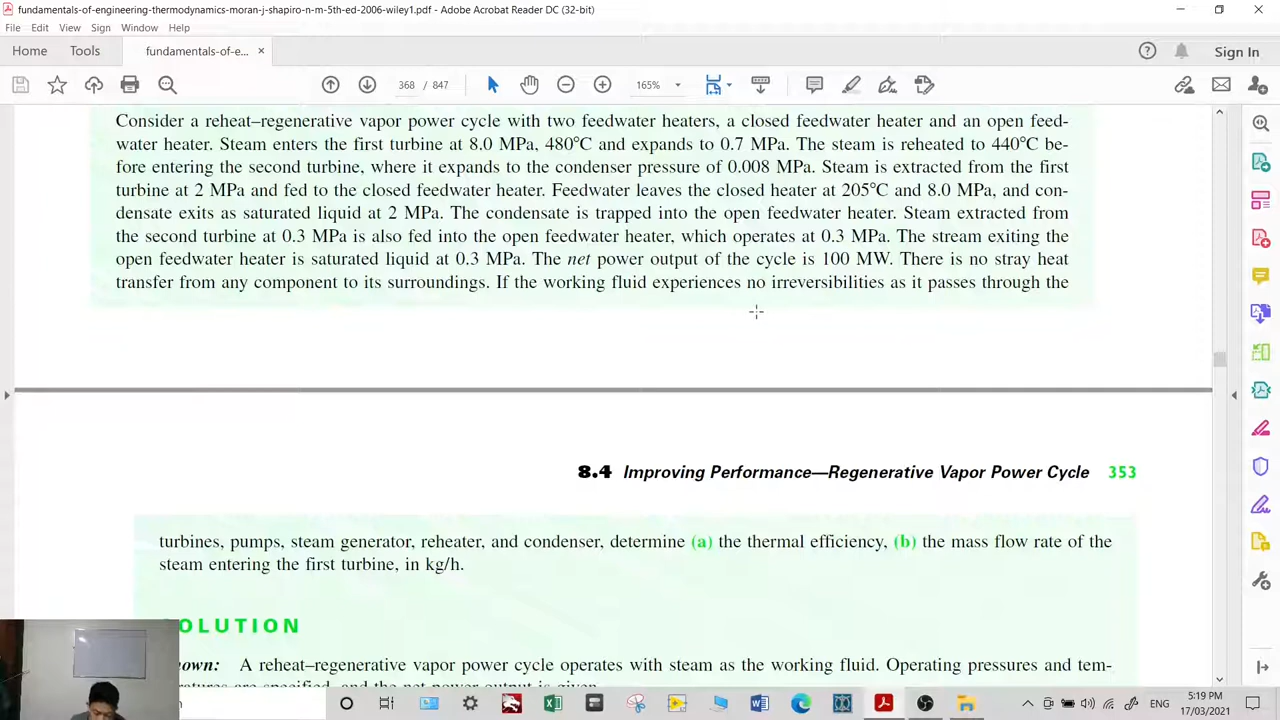 fundamentals-of-engineering-thermodynamics-moran-j-shapiro-n-m-5th-ed-2006-wiley1.pdf - Adobe Acrobat Reader DC (32-bit)
File Edit View Sign Window Help
Home Tools fundamentals-of-e... × Sign In
368 / 847 165%
Consider a reheat–regenerative vapor power cycle with two feedwater heaters, a closed feedwater heater and an open feed-
water heater. Steam enters the first turbine at 8.0 MPa, 480°C and expands to 0.7 MPa. The steam is reheated to 440°C be-
fore entering the second turbine, where it expands to the condenser pressure of 0.008 MPa. Steam is extracted from the first
turbine at 2 MPa and fed to the closed feedwater heater. Feedwater leaves the closed heater at 205°C and 8.0 MPa, and con-
densate exits as saturated liquid at 2 MPa. The condensate is trapped into the open feedwater heater. Steam extracted from
the second turbine at 0.3 MPa is also fed into the open feedwater heater, which operates at 0.3 MPa. The stream exiting the
open feedwater heater is saturated liquid at 0.3 MPa. The net power output of the cycle is 100 MW. There is no stray heat
transfer from any component to its surroundings. If the working fluid experiences no irreversibilities as it passes through the
8.4 Improving Performance—Regenerative Vapor Power Cycle 353
turbines, pumps, steam generator, reheater, and condenser, determine (a) the thermal efficiency, (b) the mass flow rate of the
steam entering the first turbine, in kg/h.
OLUTION
own: A reheat–regenerative vapor power cycle operates with steam as the working fluid. Operating pressures and tem-
ratures are specified, and the net power output is given.
ENG
5:19 PM
17/03/2021